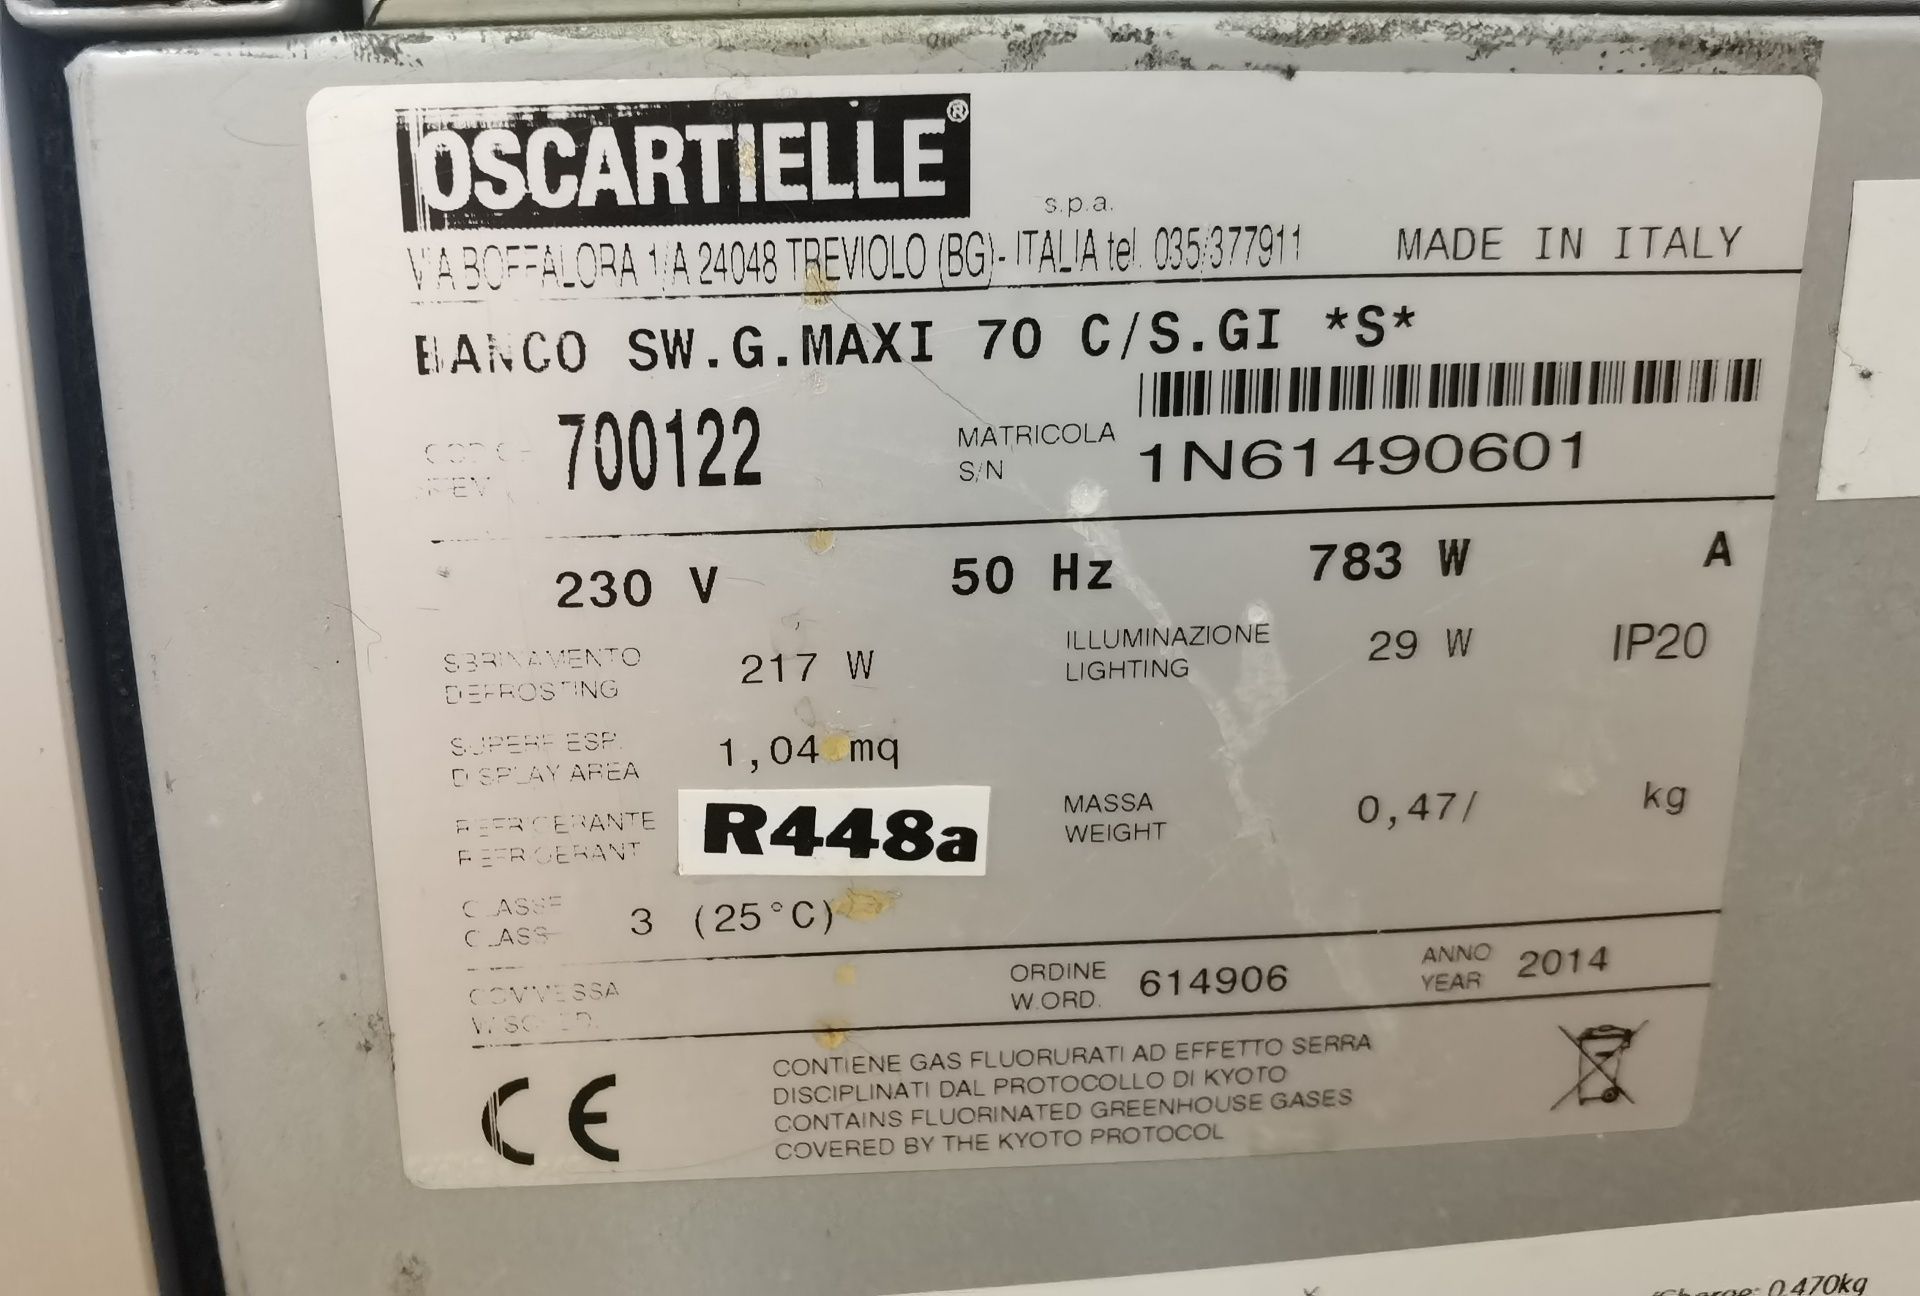 OSCARTIELLE®
s.p.a.
VIA BOFFALORA 1/A 24048 TREVIOLO (BG)- ITALIA tel. 035/377911
MADE IN ITALY
BANCO SW.G.MAXI 70 C/S.GI *S*
700122
MATRICOLA
S/N
1N61490601
230 V 50 Hz 783 W A
SBRINAMENTO
DEFROSTING
217 W
ILLUMINAZIONE
LIGHTING
29 W
IP20
SUPERF. ESP.
DISPLAY AREA
1,04 mq
REFRIGERANTE
REFRIGERANT
R448a
MASSA
WEIGHT
0,47/ kg
CLASSE
CLASS
3 (25°C)
COMMESSA
ORDINE
W.ORD.
614906
ANNO
YEAR
2014
CE
CONTIENE GAS FLUORURATI AD EFFETTO SERRA
DISCIPLINATI DAL PROTOCOLLO DI KYOTO
CONTAINS FLUORINATED GREENHOUSE GASES
COVERED BY THE KYOTO PROTOCOL
Charge: 0,470kg